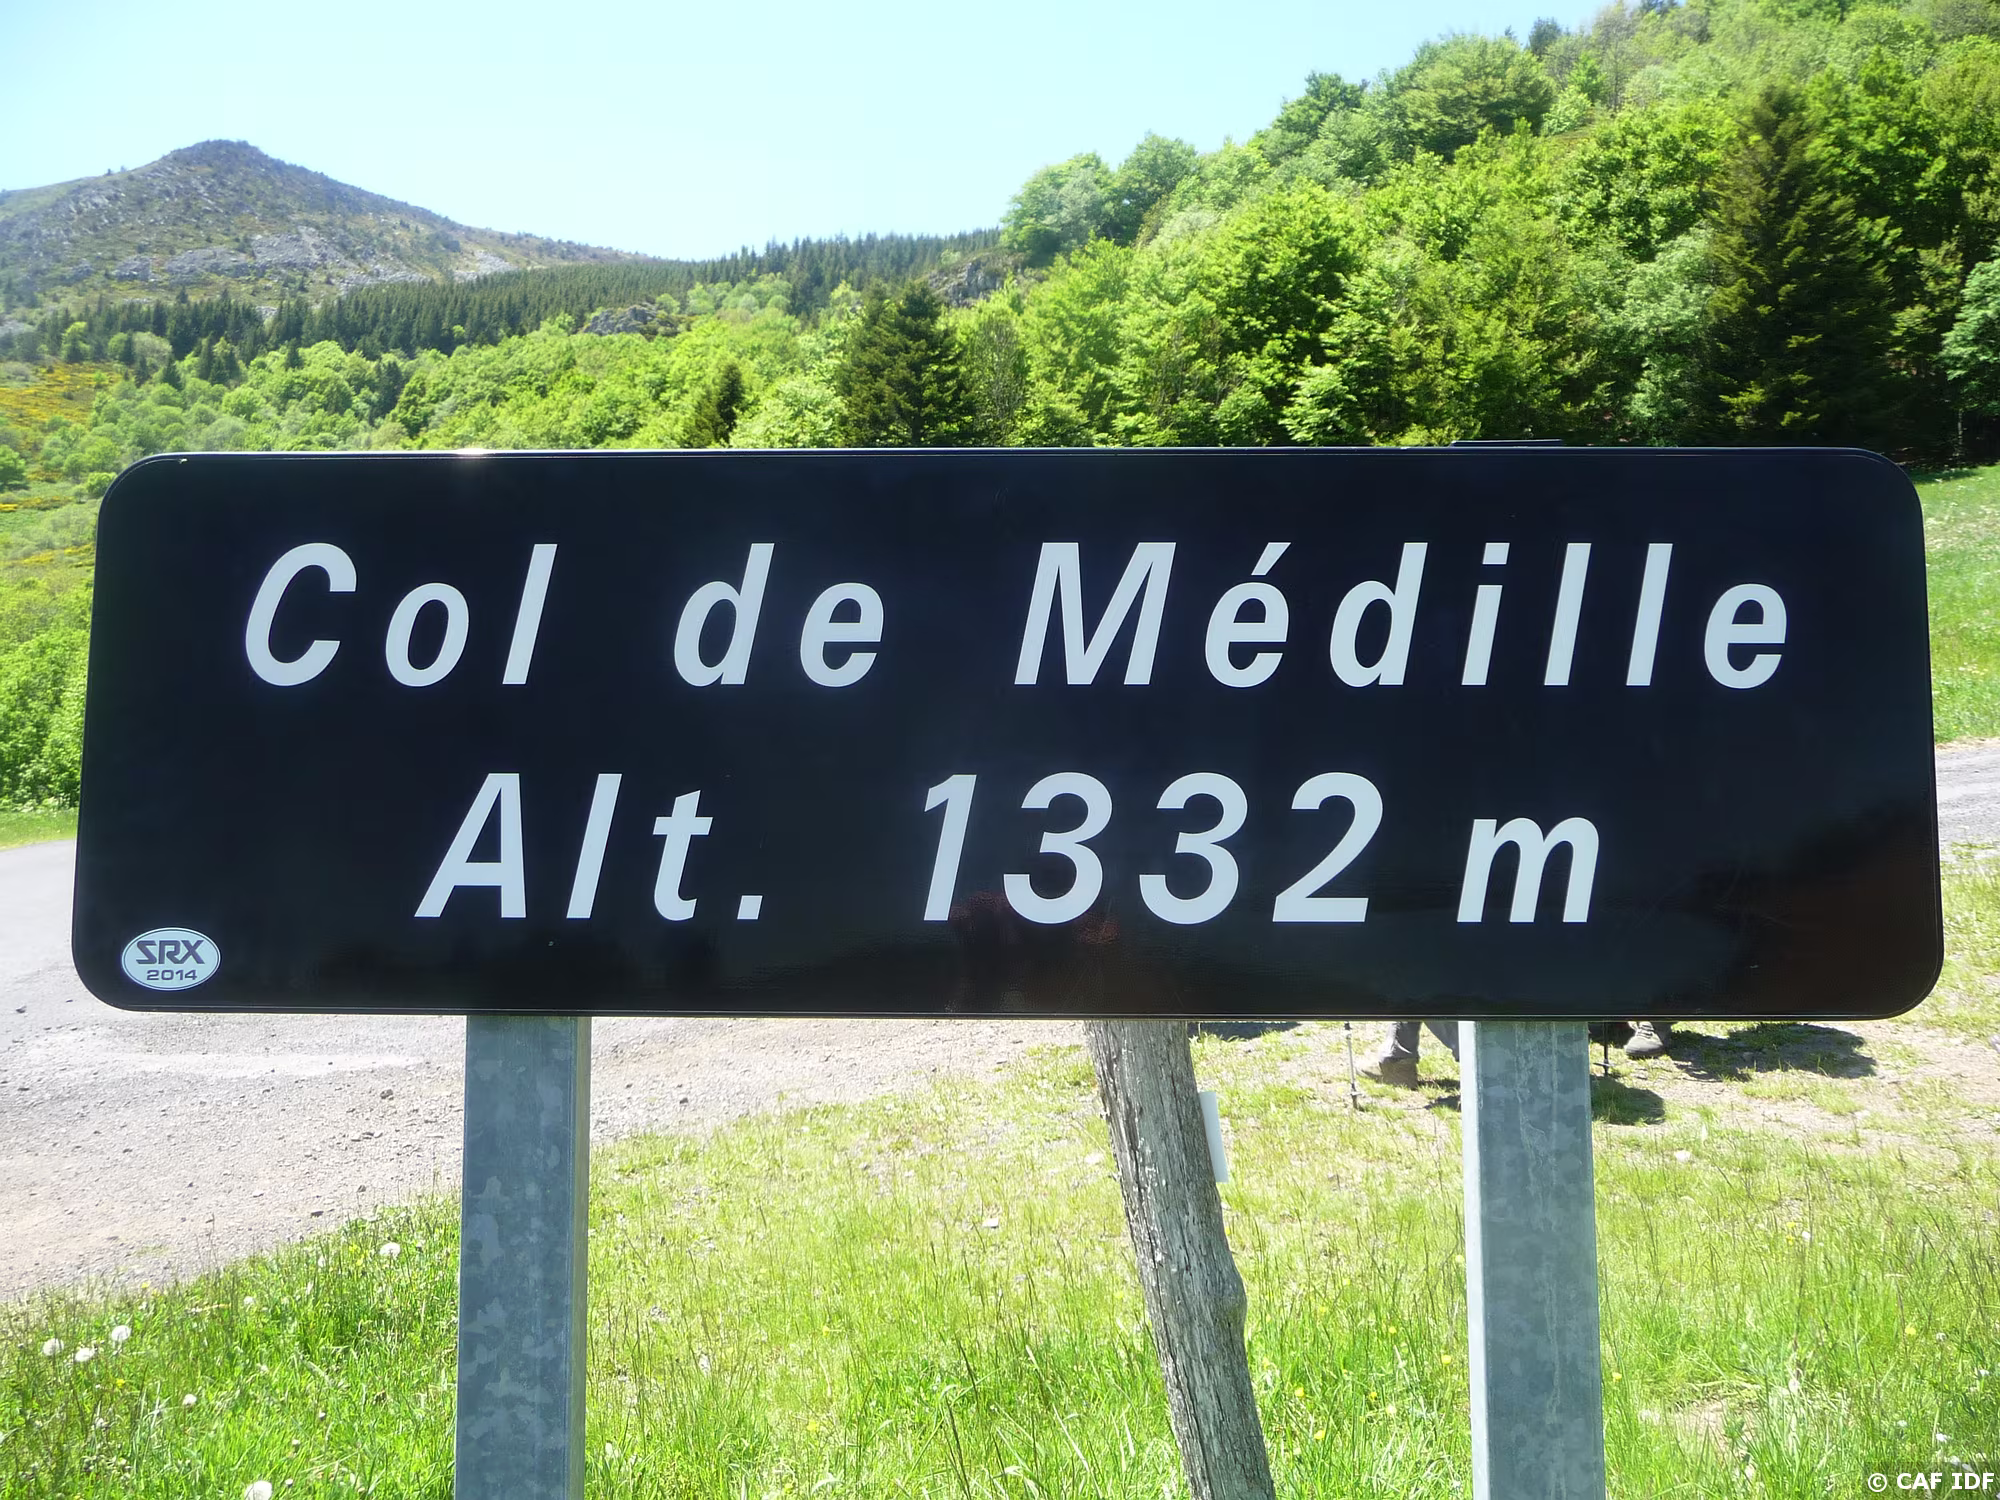 Col de Médille
Alt. 1332 m
SRX
2014
© CAF IDF